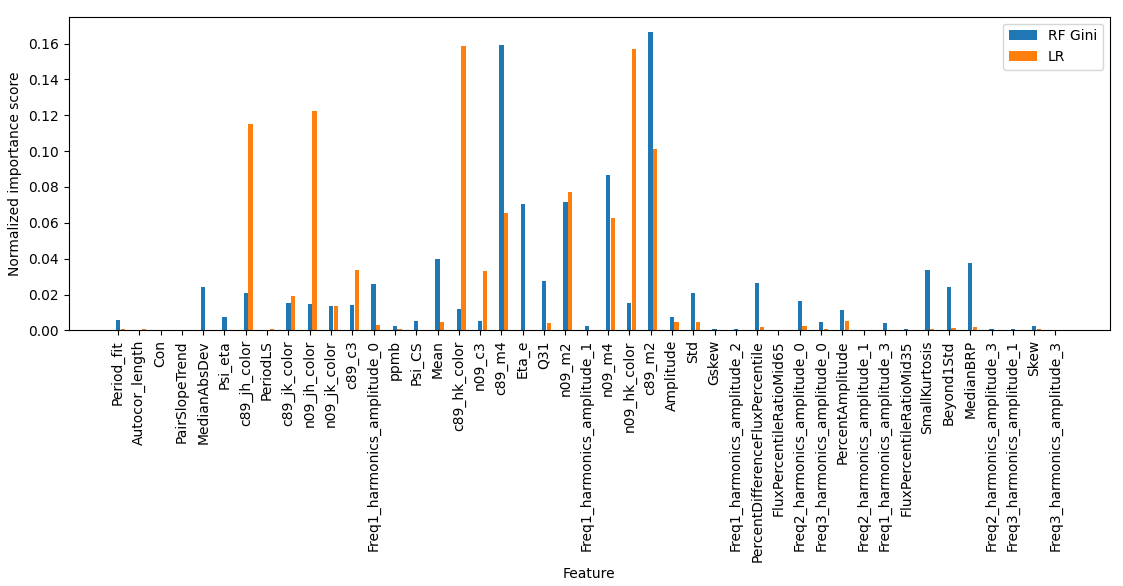 Normalized importance score
0.16
0.14
0.12
0.10
0.08
0.06
0.04
0.02
0.00
RF Gini
LR
Period_fit
Autocor_length
Con
PairSlopeTrend
MedianAbsDev
Psi_eta
c89_jh_color
PeriodLS
c89_jk_color
n09_jh_color
n09_jk_color
c89_c3
Freq1_harmonics_amplitude_0
ppmb
Psi_CS
Mean
c89_hk_color
n09_c3
c89_m4
Eta_e
Q31
n09_m2
Freq1_harmonics_amplitude_1
n09_m4
n09_hk_color
c89_m2
Amplitude
Std
Gskew
Freq1_harmonics_amplitude_2
PercentDifferenceFluxPercentile
FluxPercentileRatioMid65
Freq2_harmonics_amplitude_0
Freq3_harmonics_amplitude_0
PercentAmplitude
Freq2_harmonics_amplitude_1
Freq1_harmonics_amplitude_3
FluxPercentileRatioMid35
SmallKurtosis
Beyond1Std
MedianBRP
Freq2_harmonics_amplitude_3
Freq3_harmonics_amplitude_1
Skew
Freq3_harmonics_amplitude_3
Feature